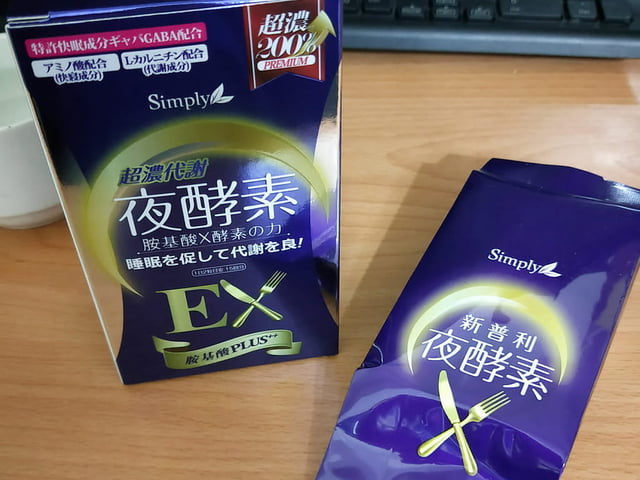 特許快眠成分ギャバGABA配合
アミノ酸配合
(快寝成分)
L-カルニチン配合
(代謝成分)
超濃
200%
PREMIUM
Simply
超濃代謝
夜酵素
·胺基酸X酵素の力·
睡眠を促して代謝を良!
EX
胺基酸PLUS++
Simply
新普利
夜酵素